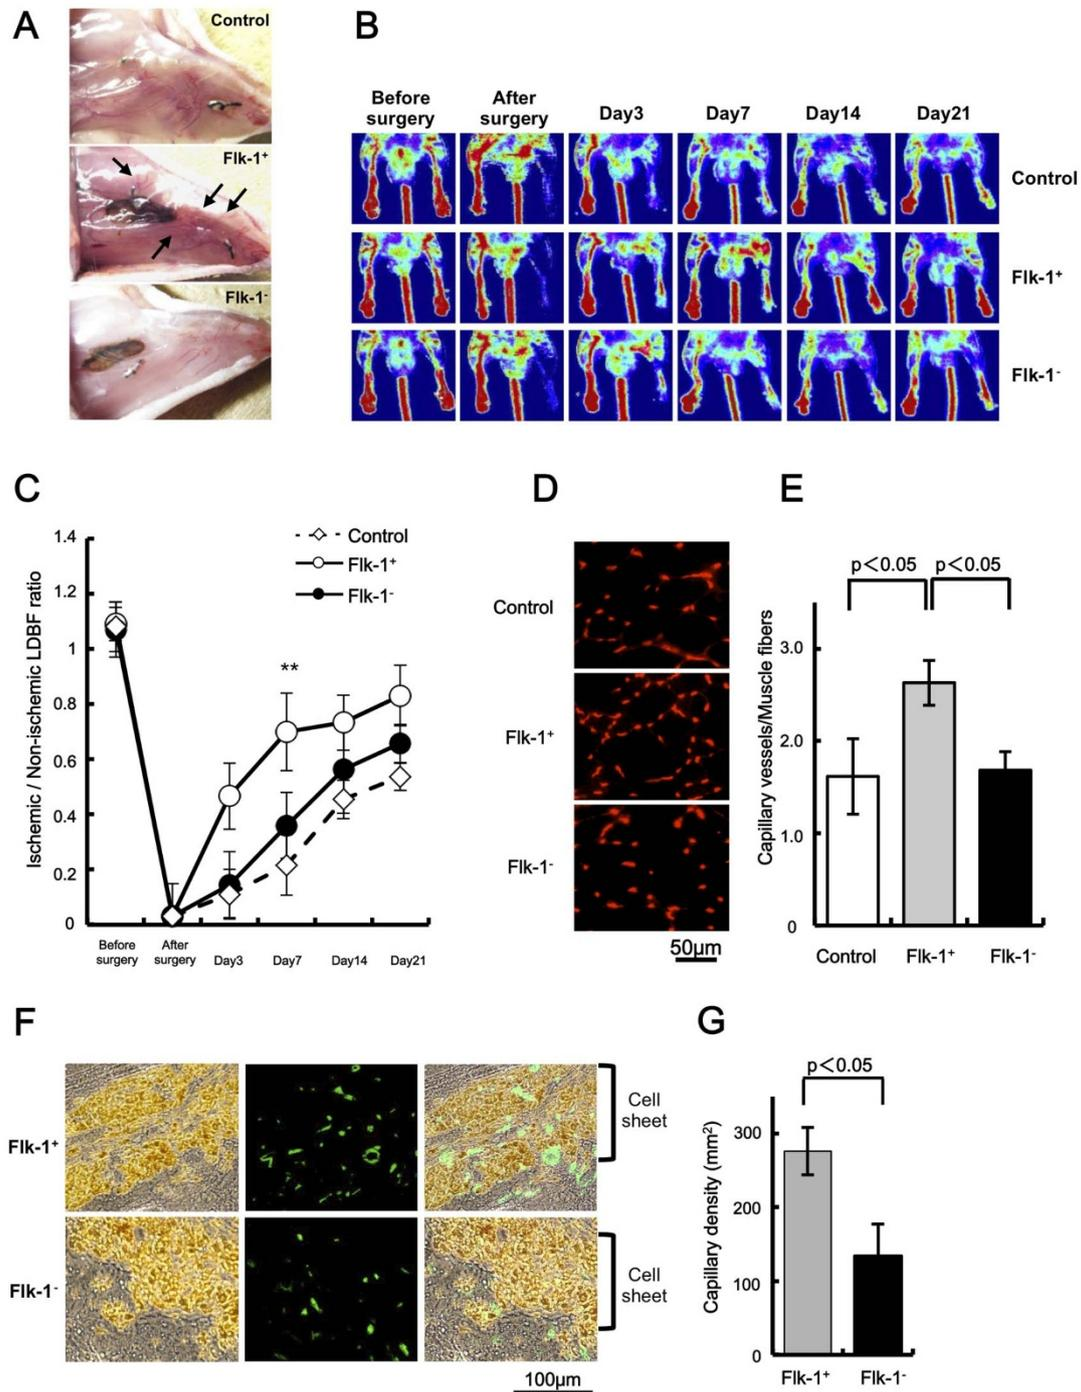 A
Control
Flk-1⁺
Flk-1⁻
B
Before surgery
After surgery
Day3
Day7
Day14
Day21
Control
Flk-1⁺
Flk-1⁻
C
Ischemic / Non-ischemic LDBF ratio
1.4
1.2
1
0.8
0.6
0.4
0.2
0
Control
Flk-1⁺
Flk-1⁻
**
Before surgery
After surgery
Day3
Day7
Day14
Day21
D
Control
Flk-1⁺
Flk-1⁻
50μm
E
Capillary vessels/Muscle fibers
p<0.05
p<0.05
3.0
2.0
1.0
0
Control
Flk-1⁺
Flk-1⁻
F
Flk-1⁺
Cell sheet
Flk-1⁻
Cell sheet
100μm
G
Capillary density (mm²)
p<0.05
300
200
100
0
Flk-1⁺
Flk-1⁻